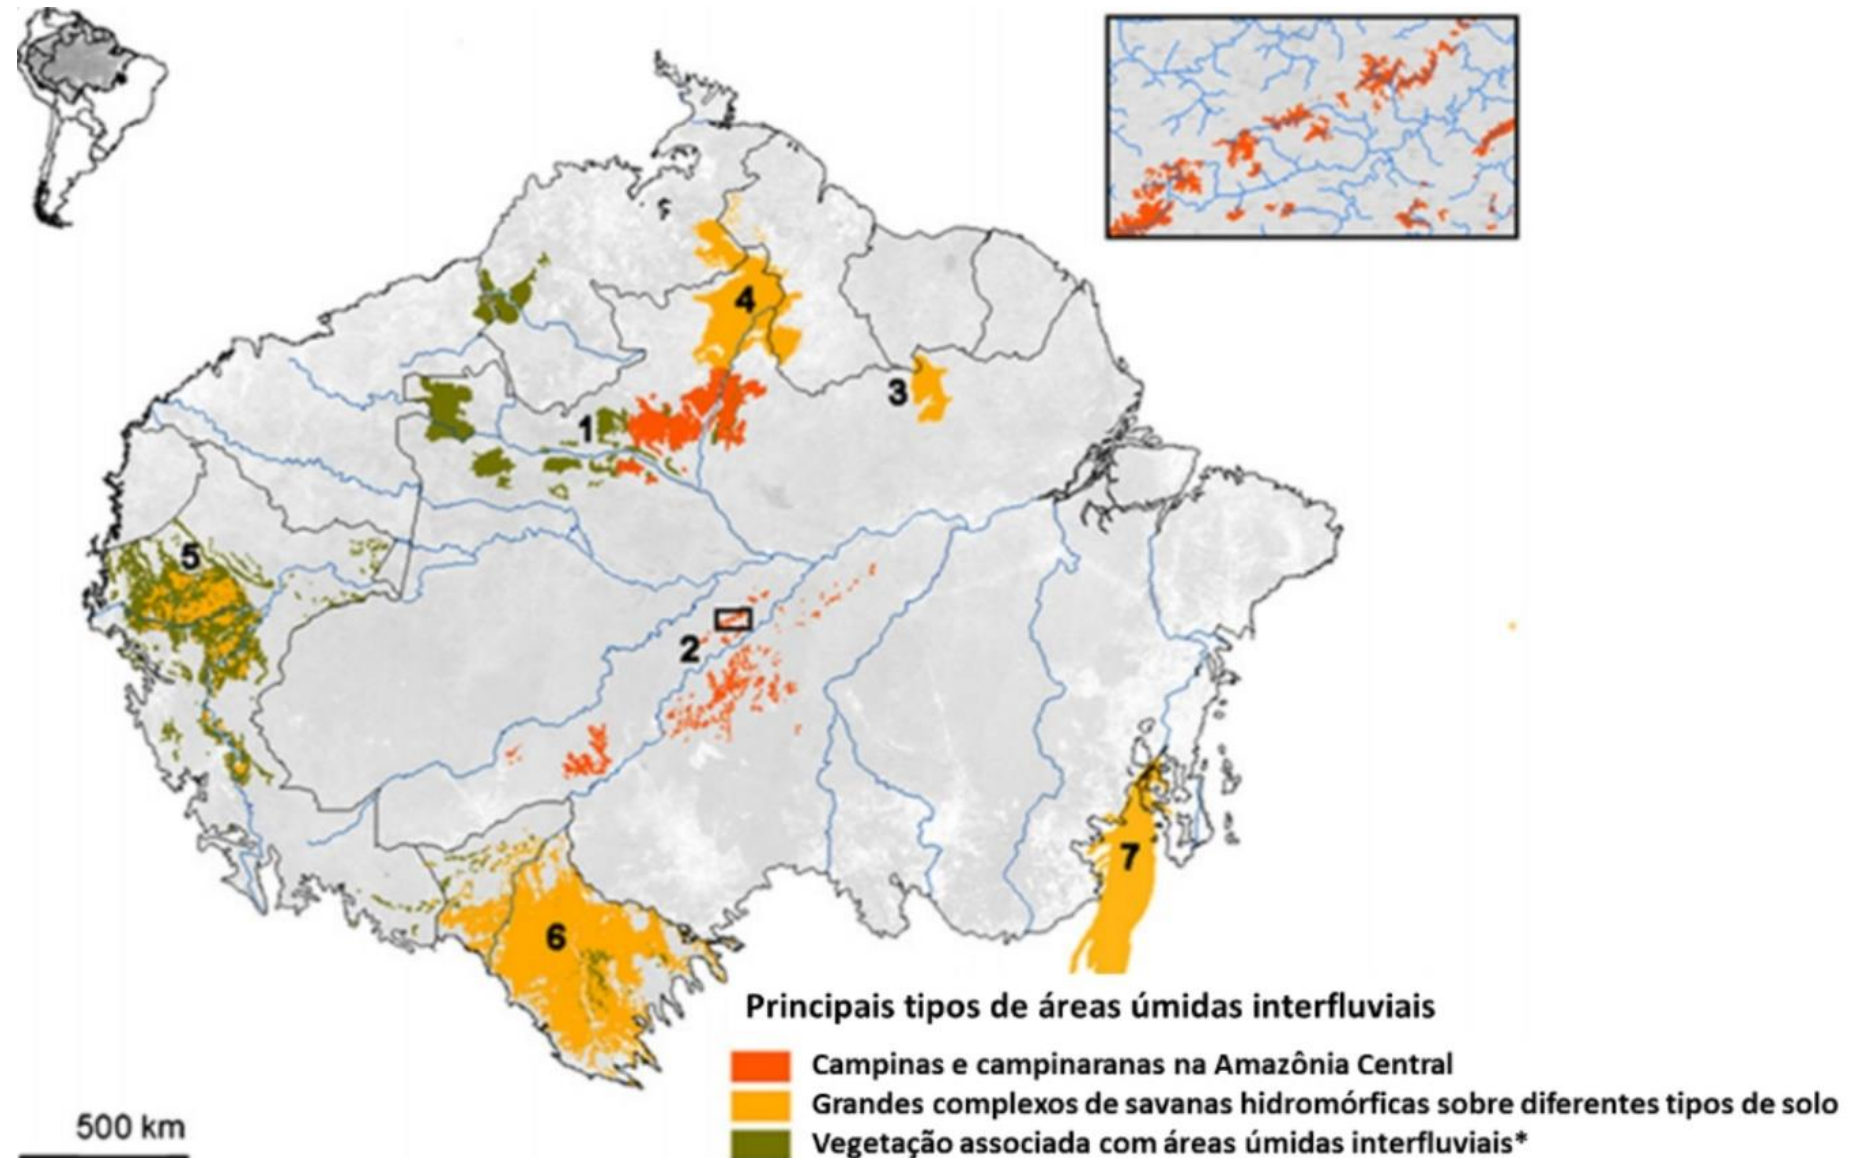 4
3
1
5
2
7
6
Principais tipos de áreas úmidas interfluviais
Campinas e campinaranas na Amazônia Central
Grandes complexos de savanas hidromórficas sobre diferentes tipos de solo
Vegetação associada com áreas úmidas interfluviais*
500 km